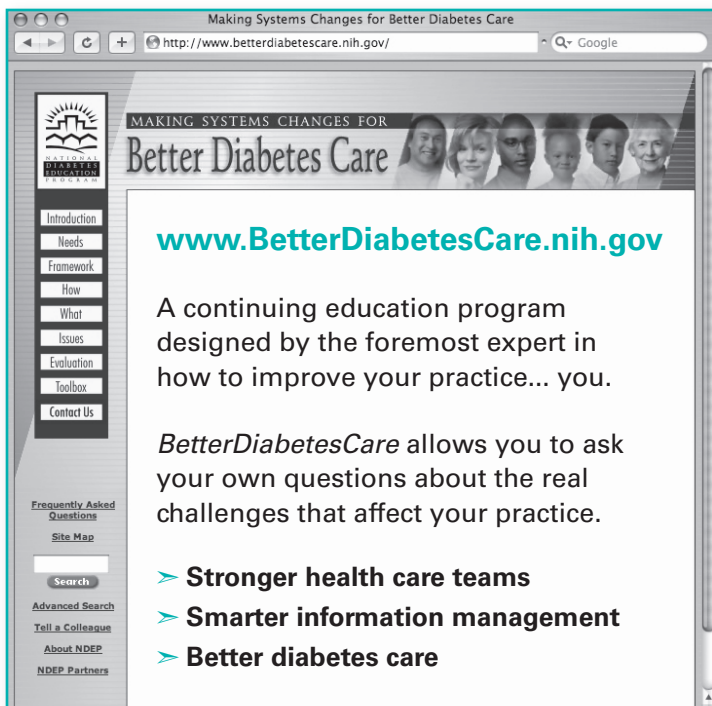 Making Systems Changes for Better Diabetes Care
http://www.betterdiabetescare.nih.gov/
Google
NATIONAL
DIABETES
EDUCATION
PROGRAM
MAKING SYSTEMS CHANGES FOR
Better Diabetes Care
Introduction
Needs
Framework
How
What
Issues
Evaluation
Toolbox
Contact Us
Frequently Asked
Questions
Site Map
Search
Advanced Search
Tell a Colleague
About NDEP
NDEP Partners
www.BetterDiabetesCare.nih.gov
A continuing education program
designed by the foremost expert in
how to improve your practice... you.
BetterDiabetesCare allows you to ask
your own questions about the real
challenges that affect your practice.
➣ Stronger health care teams
➣ Smarter information management
➣ Better diabetes care